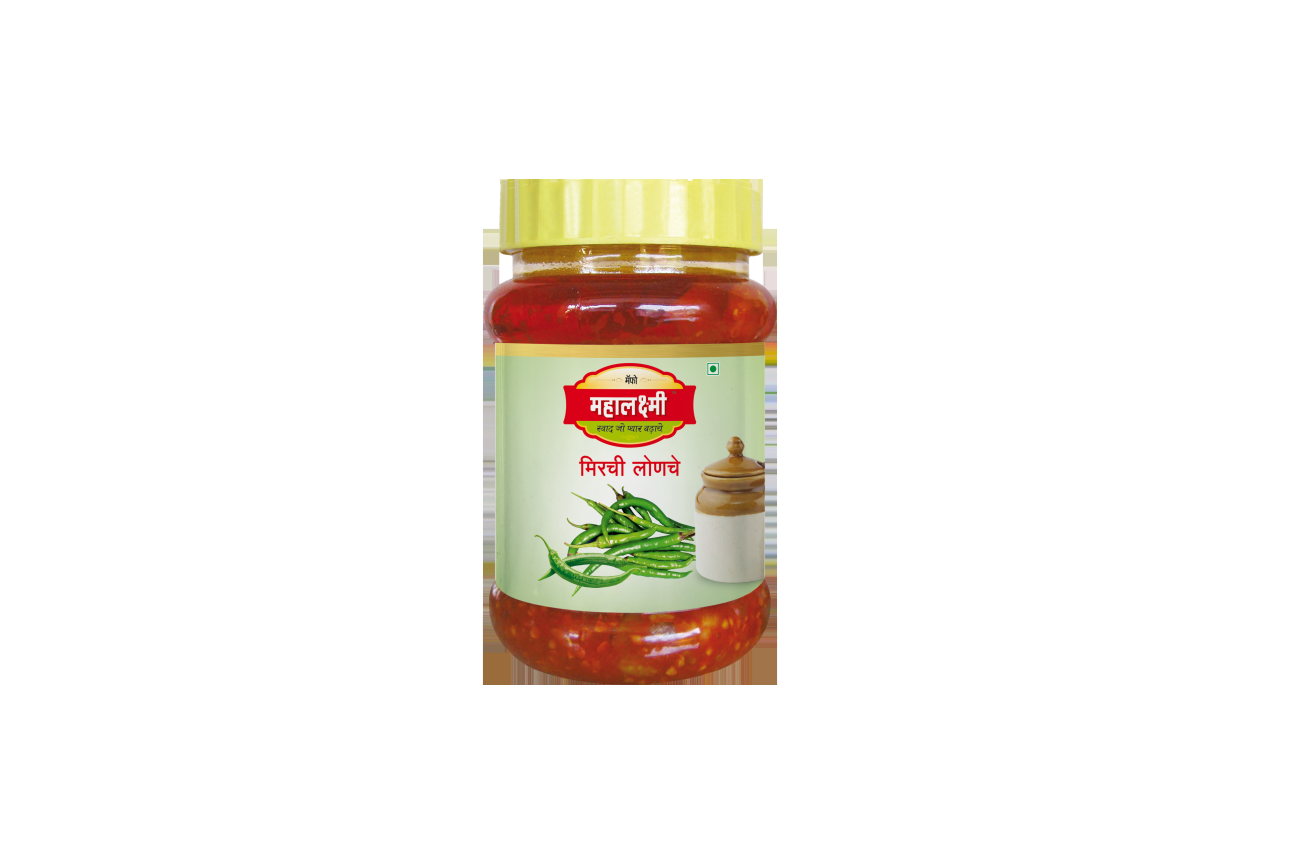 मॅफो
महालक्ष्मी
स्वाद जो प्यार बढ़ाये
मिरची लोणचे